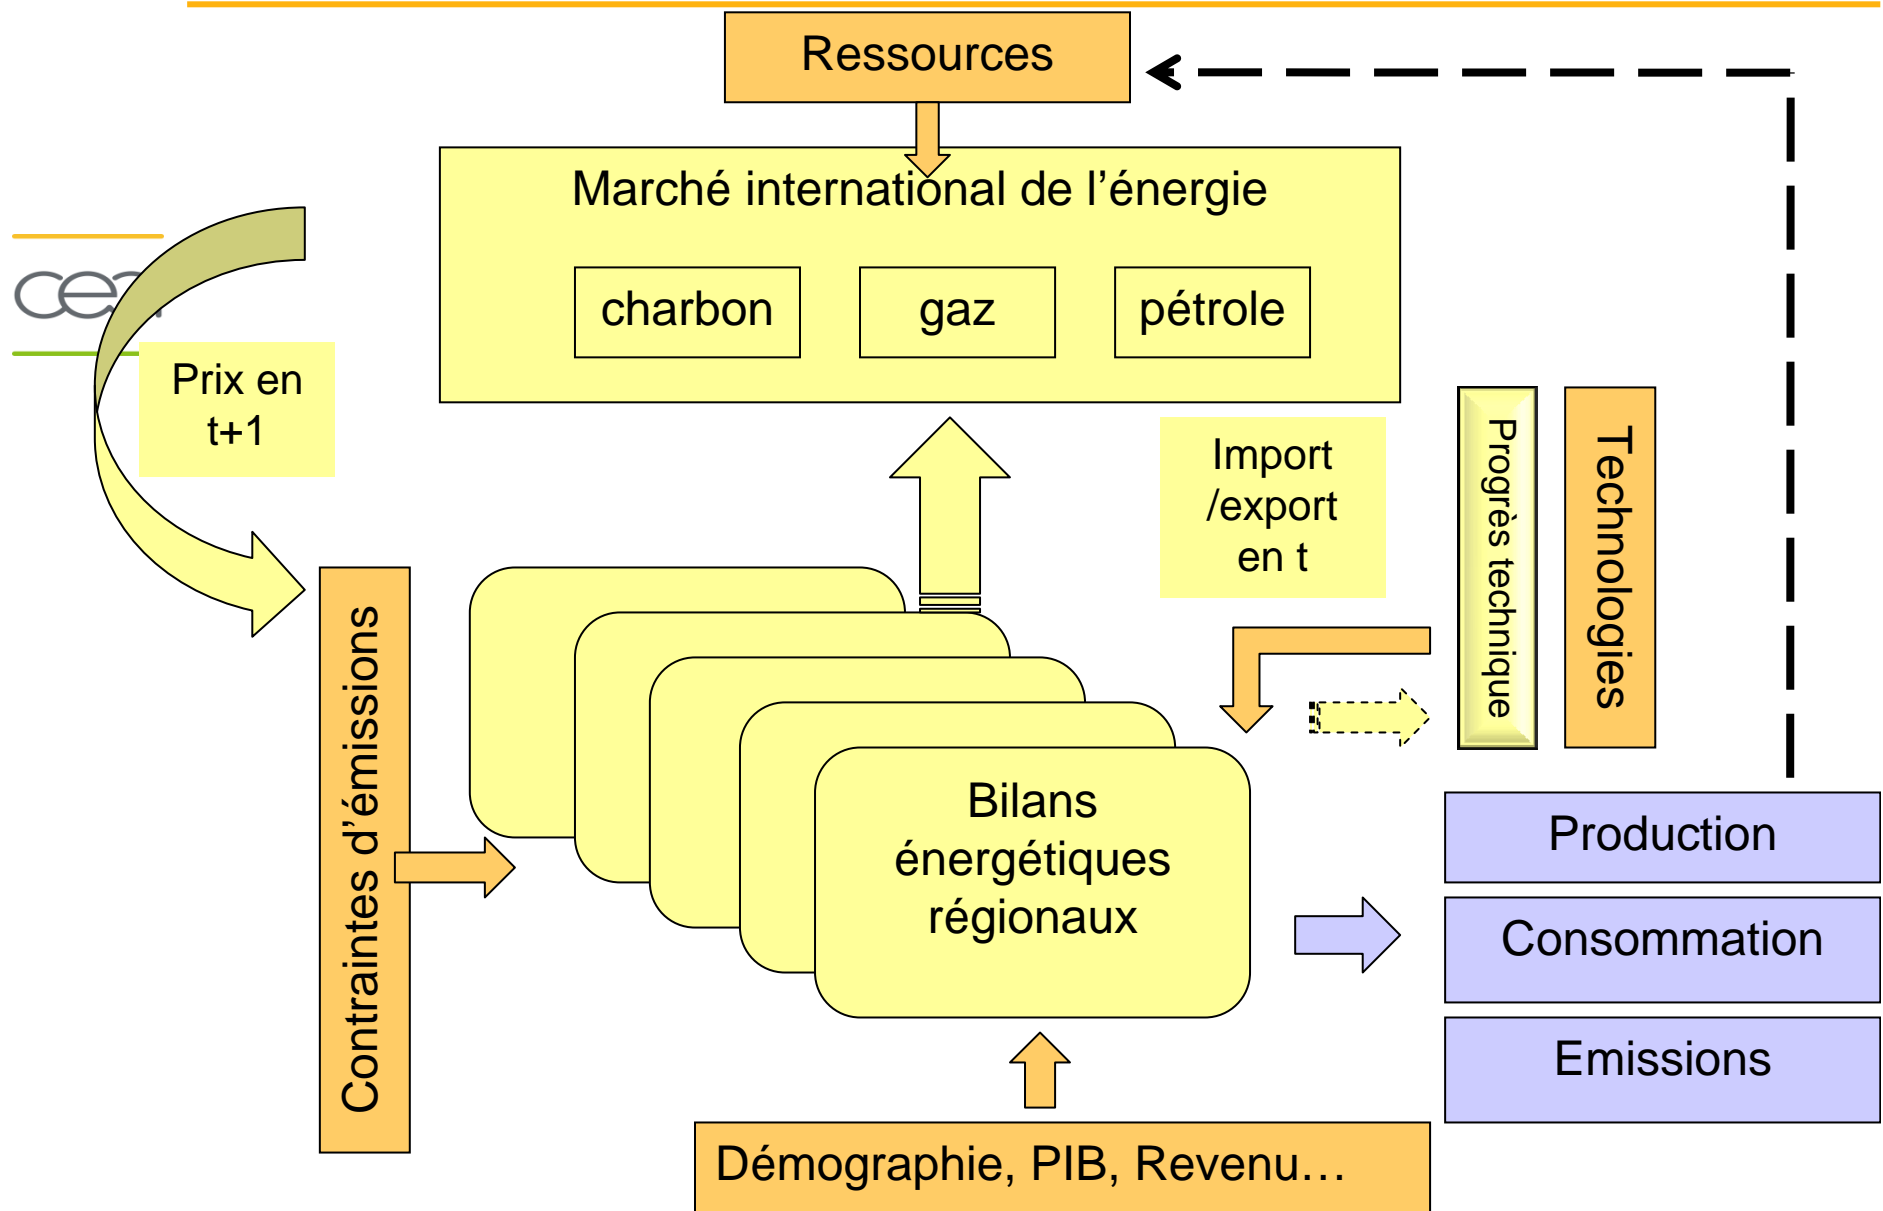 Ressources
Marché international de l’énergie
charbon
gaz
pétrole
cea
Prix en
t+1
Import
/export
en t
Progrès technique
Technologies
Contraintes d’émissions
Bilans
énergétiques
régionaux
Production
Consommation
Emissions
Démographie, PIB, Revenu…